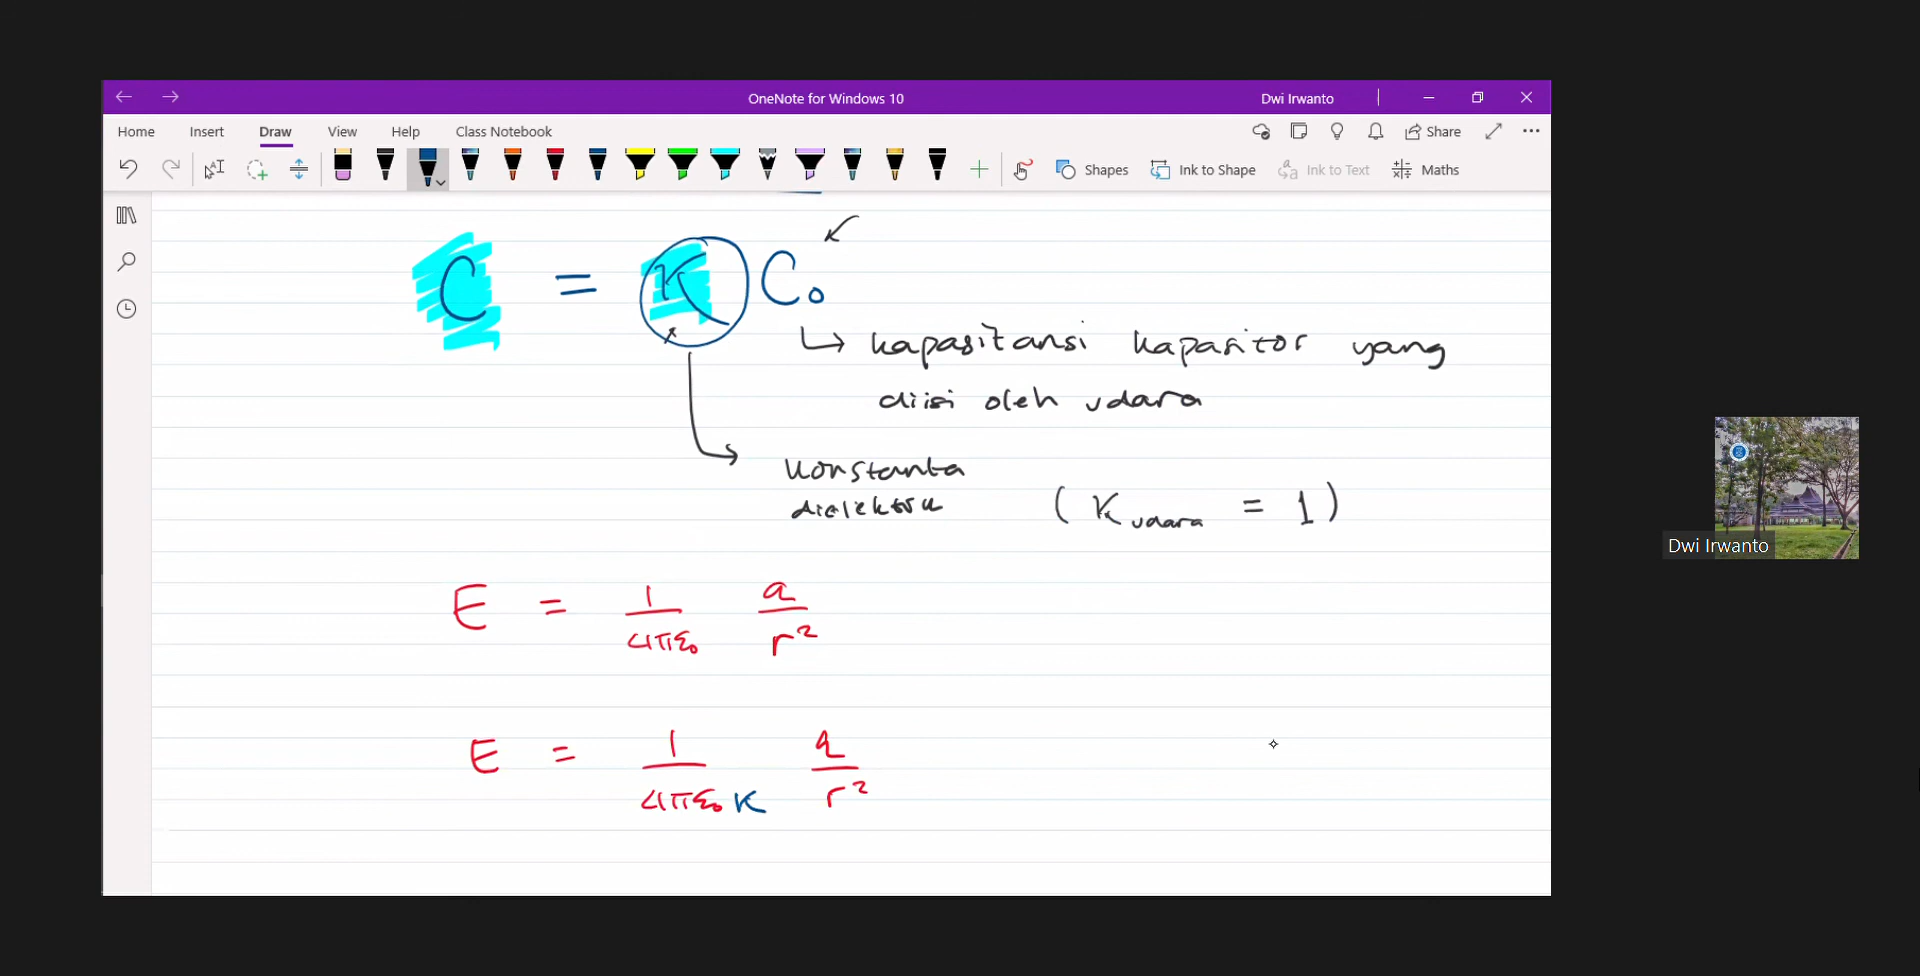 OneNote for Windows 10
Dwi Irwanto
Home Insert Draw View Help Class Notebook
Share
Shapes Ink to Shape Ink to Text Maths
C = K C₀
kapasitansi kapasitor yang
diisi oleh udara
konstanta
dielektrik
(K udara = 1)
E = 1/4πε₀ q/r²
E = 1/4πε₀K q/r²
Dwi Irwanto